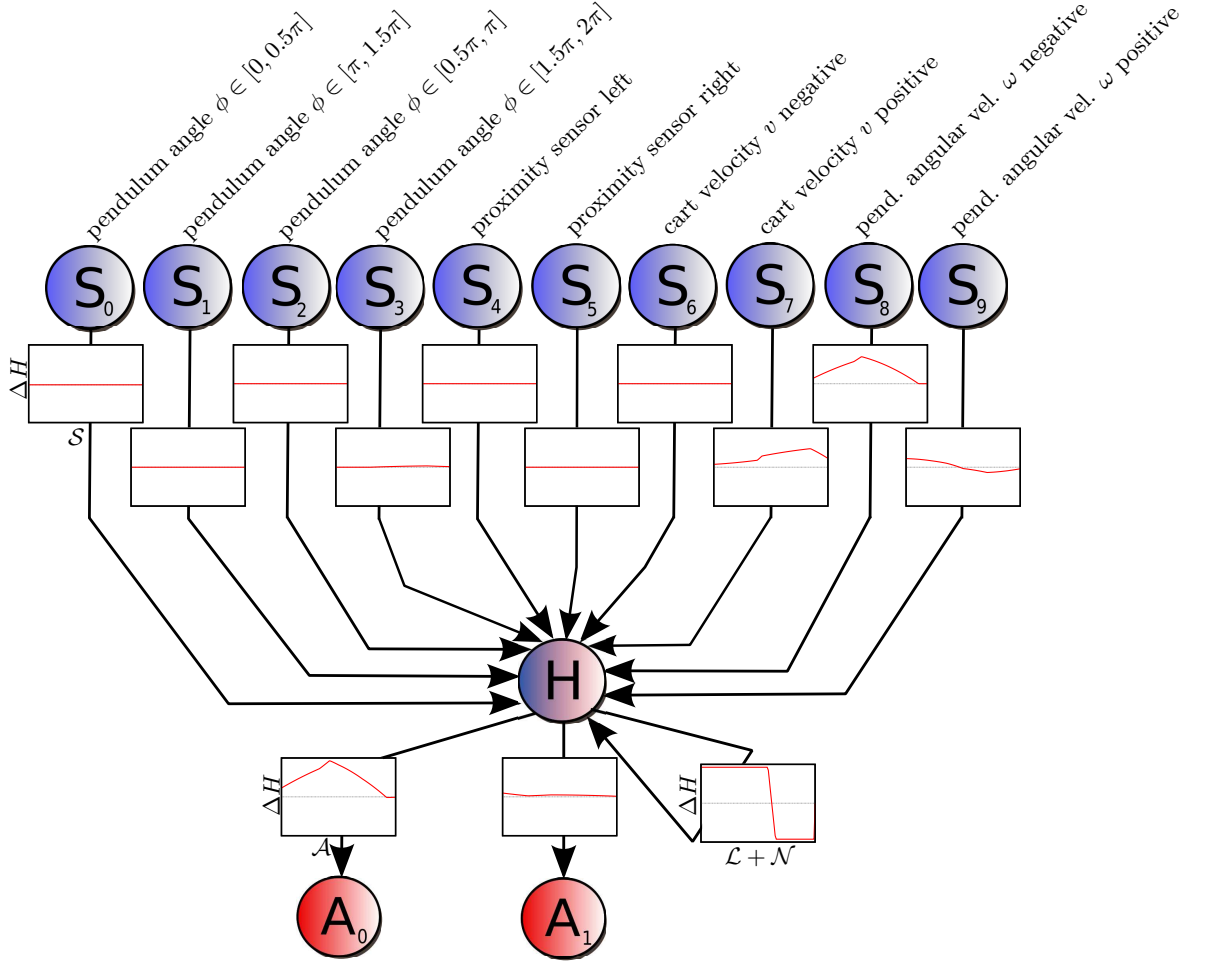 pendulum angle ϕ ∈ [0, 0.5π]
pendulum angle ϕ ∈ [π, 1.5π]
pendulum angle ϕ ∈ [0.5π, π]
pendulum angle ϕ ∈ [1.5π, 2π]
proximity sensor left
proximity sensor right
cart velocity v negative
cart velocity v positive
pend. angular vel. ω negative
pend. angular vel. ω positive
S0
S1
S2
S3
S4
S5
S6
S7
S8
S9
ΔH
𝒮
H
ΔH
𝒜
ΔH
ℒ + 𝒩
A0
A1